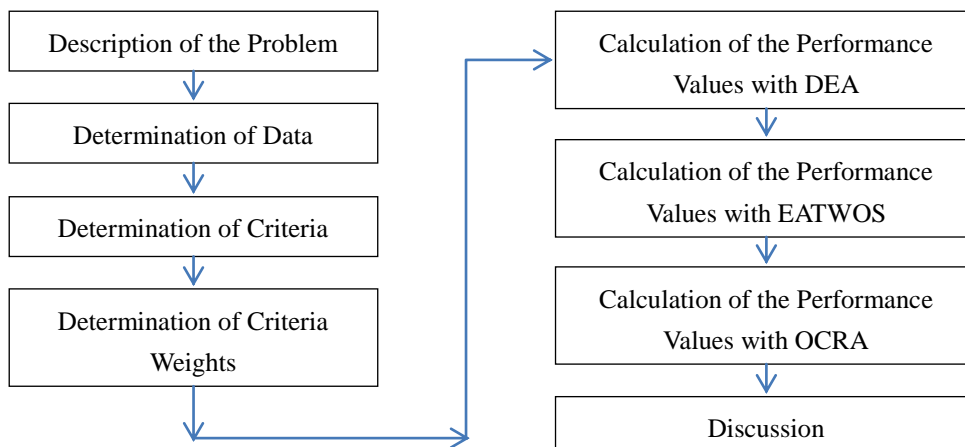 Description of the Problem
Determination of Data
Determination of Criteria
Determination of Criteria
Weights
Calculation of the Performance
Values with DEA
Calculation of the Performance
Values with EATWOS
Calculation of the Performance
Values with OCRA
Discussion